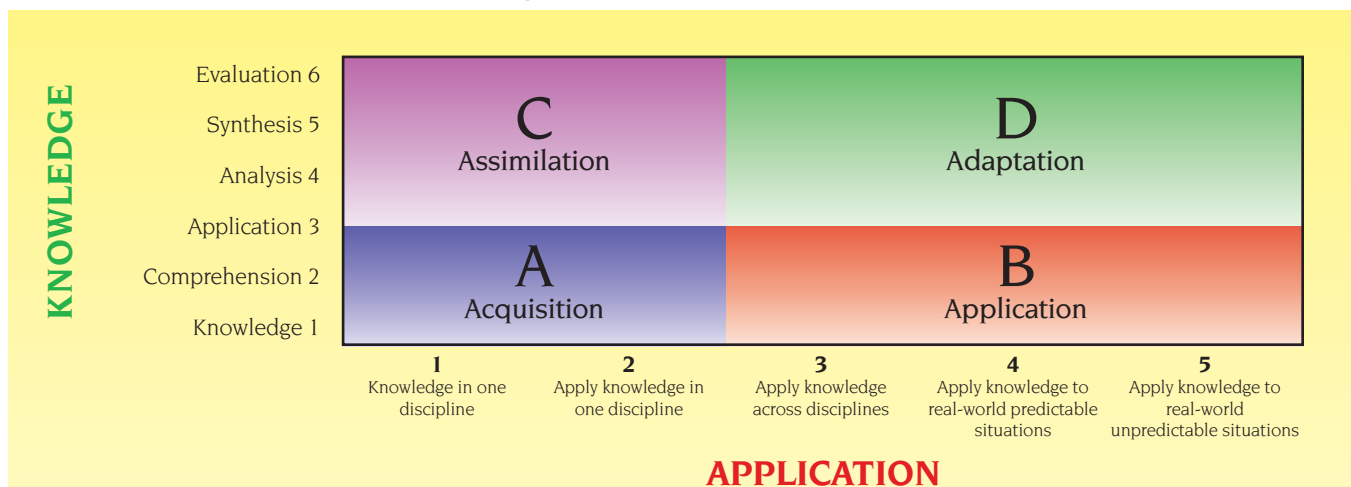 KNOWLEDGE
Evaluation 6
Synthesis 5
Analysis 4
Application 3
Comprehension 2
Knowledge 1
C
Assimilation
D
Adaptation
A
Acquisition
B
Application
1
Knowledge in one
discipline
2
Apply knowledge in
one discipline
3
Apply knowledge
across disciplines
4
Apply knowledge to
real-world predictable
situations
5
Apply knowledge to
real-world
unpredictable situations
APPLICATION